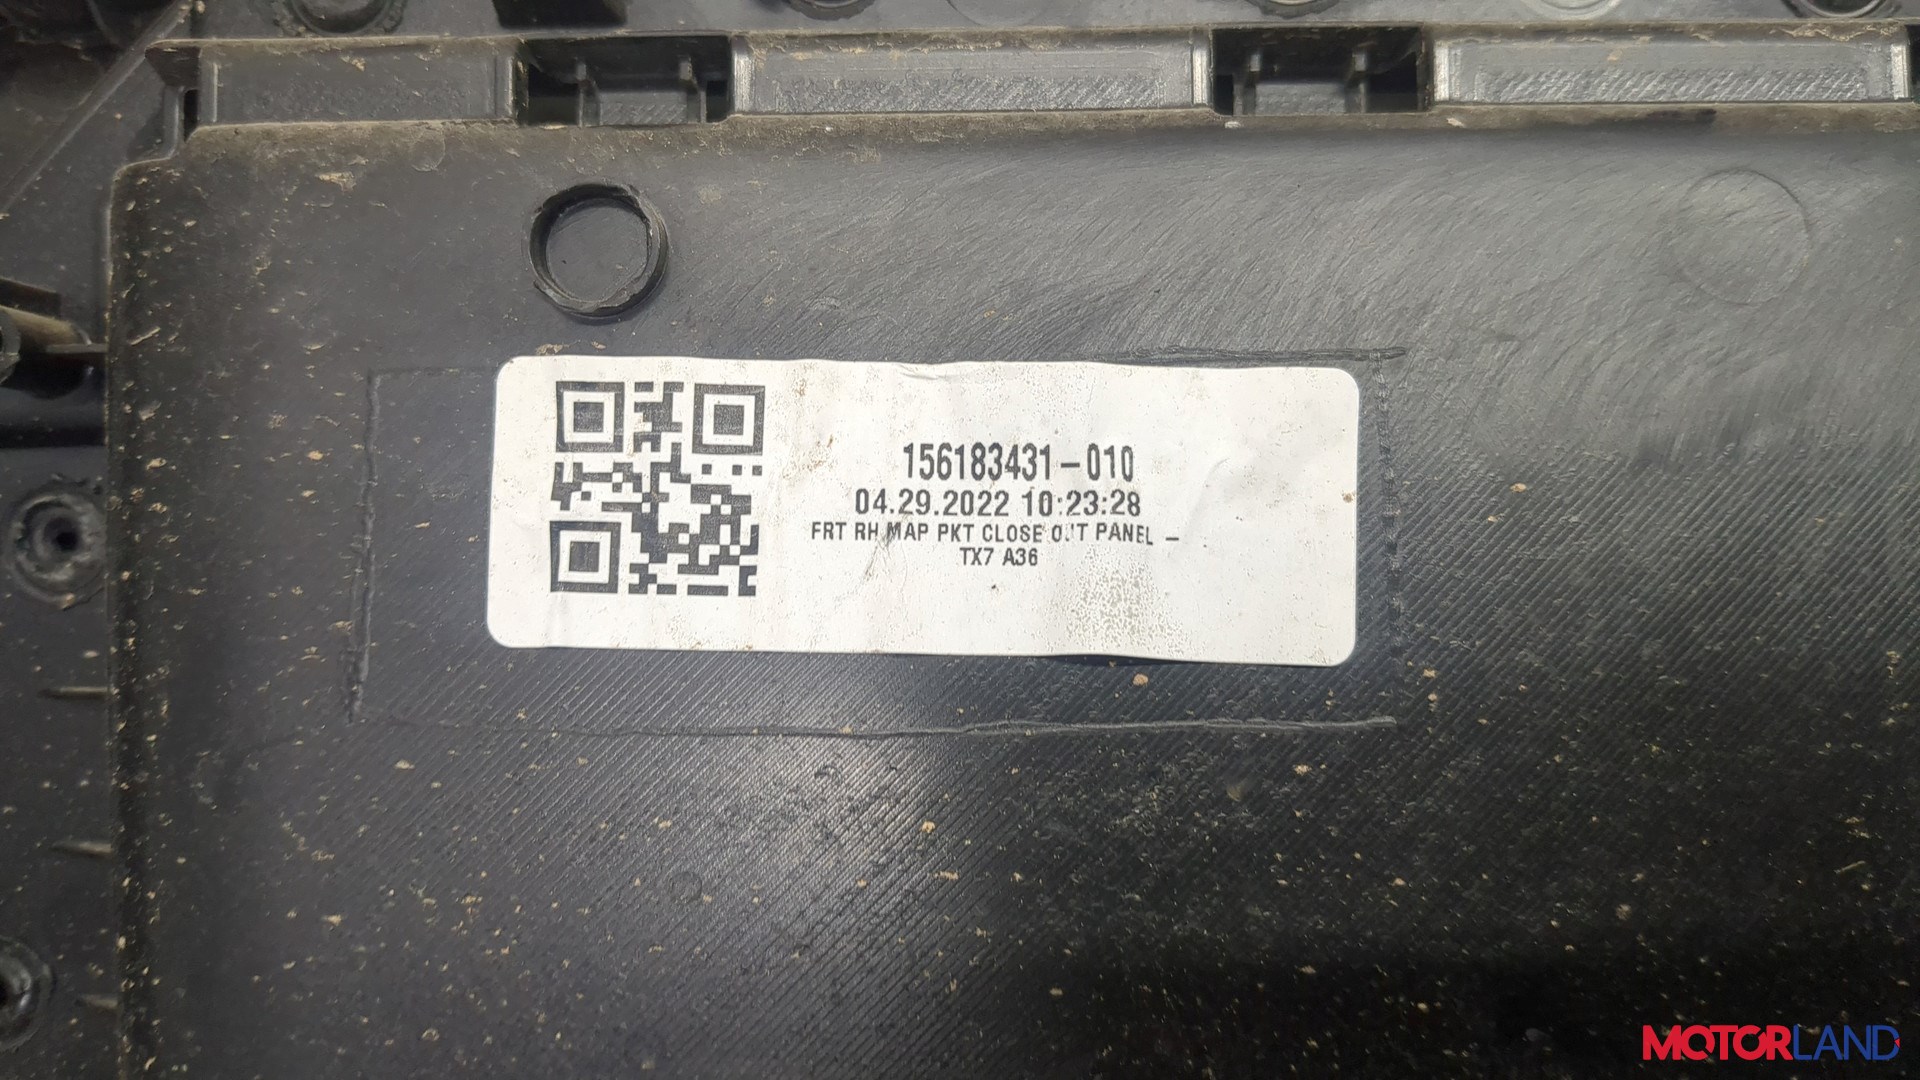 156183431-010
04.29.2022 10:23:28
FRT RH MAP PKT CLOSE OUT PANEL -
TX7 A36
MOTORLAND